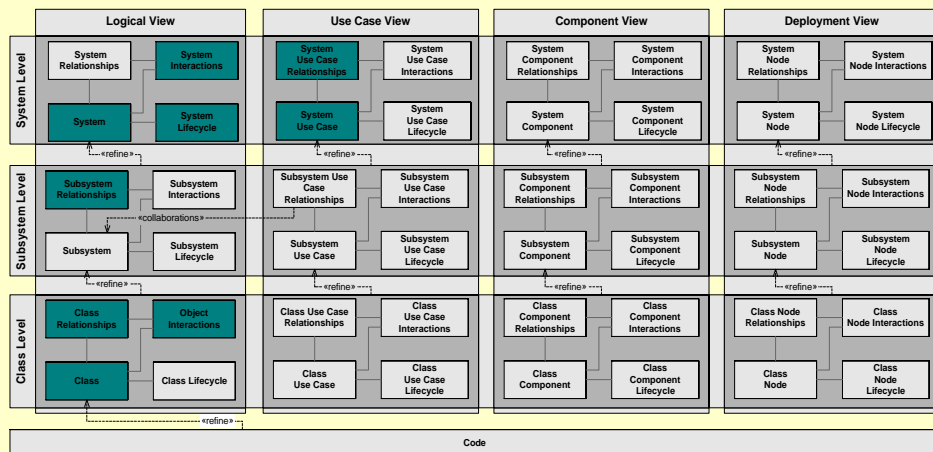 Logical View
Use Case View
Component View
Deployment View
System Level
System
Relationships
System
Interactions
System
System
Lifecycle
System
Use Case
Relationships
System
Use Case
Interactions
System
Use Case
System
Use Case
Lifecycle
System
Component
Relationships
System
Component
Interactions
System
Component
System
Component
Lifecycle
System
Node
Relationships
System
Node Interactions
System
Node
System
Node Lifecycle
«refine»
«refine»
«refine»
«refine»
Subsystem Level
Subsystem
Relationships
Subsystem
Interactions
«collaborations»
Subsystem
Subsystem
Lifecycle
Subsystem Use
Case
Relationships
Subsystem
Use Case
Interactions
Subsystem
Use Case
Subsystem
Use Case
Lifecycle
Subsystem
Component
Relationships
Subsystem
Component
Interactions
Subsystem
Component
Subsystem
Component
Lifecycle
Subsystem
Node
Relationships
Subsystem
Node Interactions
Subsystem
Node
Subsystem
Node
Lifecycle
«refine»
«refine»
«refine»
«refine»
Class Level
Class
Relationships
Object
Interactions
Class
Class Lifecycle
Class Use Case
Relationships
Class
Use Case
Interactions
Class
Use Case
Class
Use Case
Lifecycle
Class
Component
Relationships
Class
Component
Interactions
Class
Component
Class
Component
Lifecycle
Class Node
Relationships
Class
Node Interactions
Class
Node
Class
Node
Lifecycle
«refine»
Code